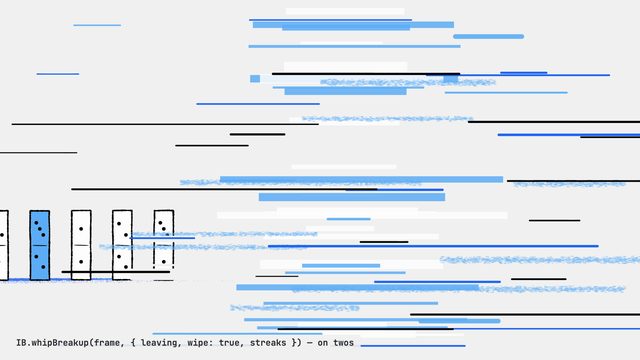 IB.whipBreakup(frame, { leaving, wipe: true, streaks }) — on twos